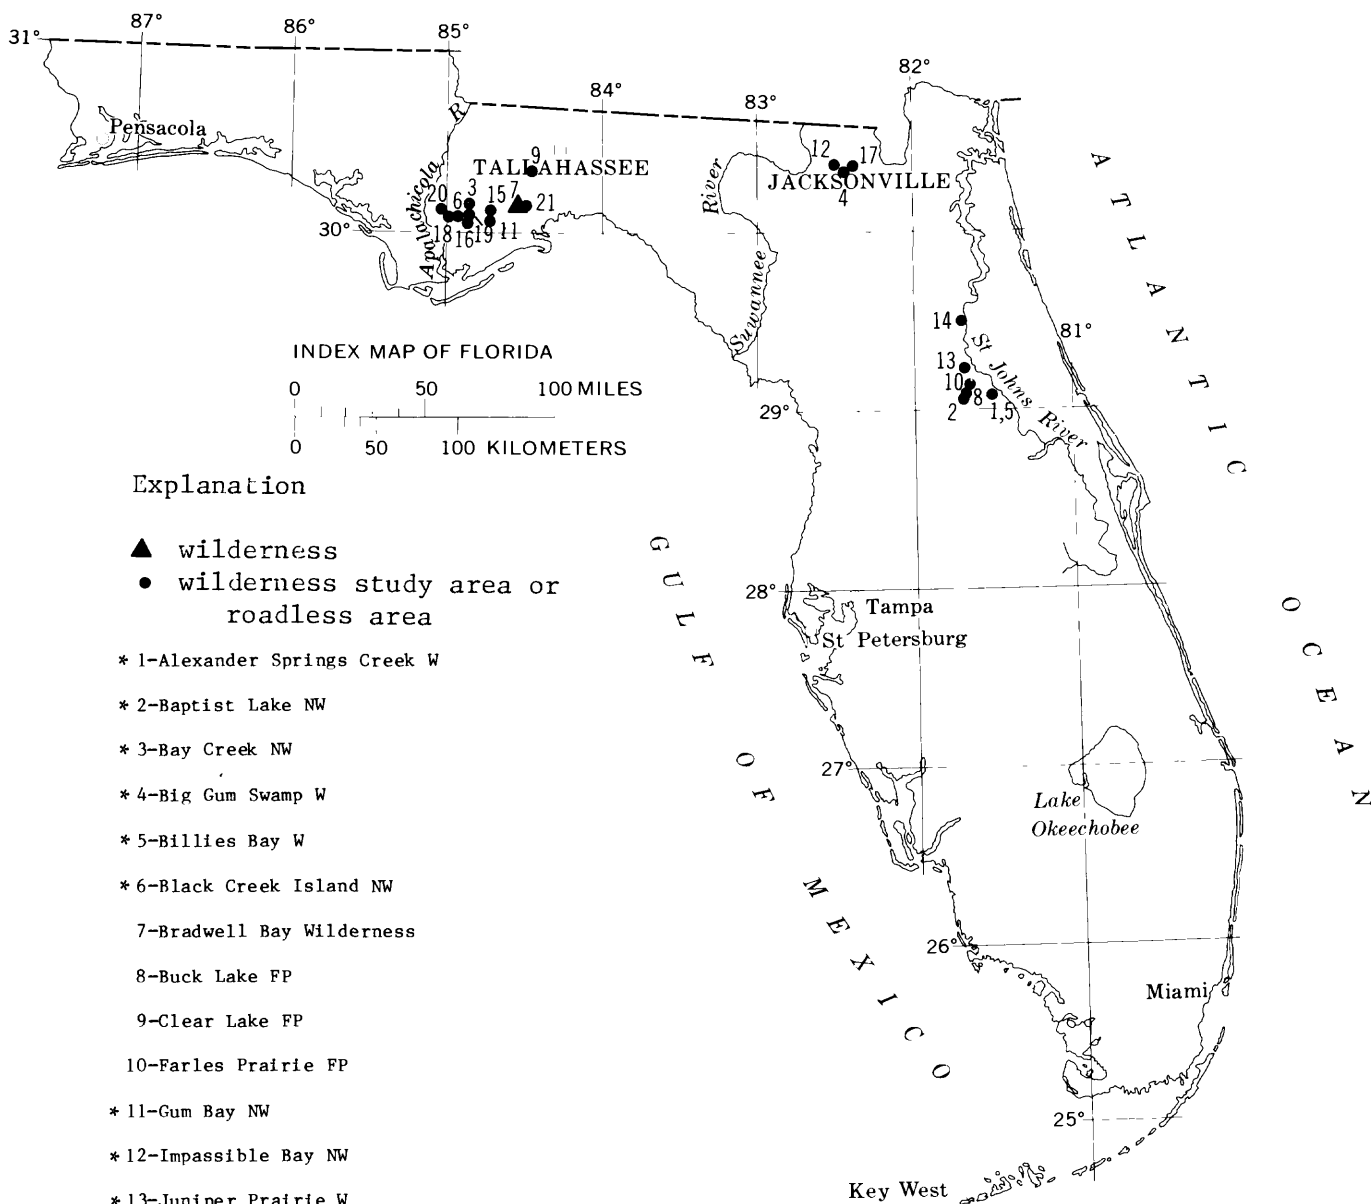 87°
86°
85°
31°
84°
83°
82°
Pensacola
R
Apalachicola
9
TALLAHASSEE
12
17
JACKSONVILLE
4
River
Suwannee
20
6
3
15
7
21
18
16
19
11
30°
ATLANTIC OCEAN
14
81°
13
10
2
8
1,5
St Johns River
29°
INDEX MAP OF FLORIDA
0 50 100 MILES
0 50 100 KILOMETERS
Explanation
wilderness
wilderness study area or
roadless area
* 1-Alexander Springs Creek W
* 2-Baptist Lake NW
* 3-Bay Creek NW
* 4-Big Gum Swamp W
* 5-Billies Bay W
* 6-Black Creek Island NW
7-Bradwell Bay Wilderness
8-Buck Lake FP
9-Clear Lake FP
10-Farles Prairie FP
* 11-Gum Bay NW
* 12-Impassible Bay NW
* 13-Juniper Prairie W
GULF OF MEXICO
28°
Tampa
St Petersburg
27°
Lake
Okeechobee
26°
Miami
25°
Key West